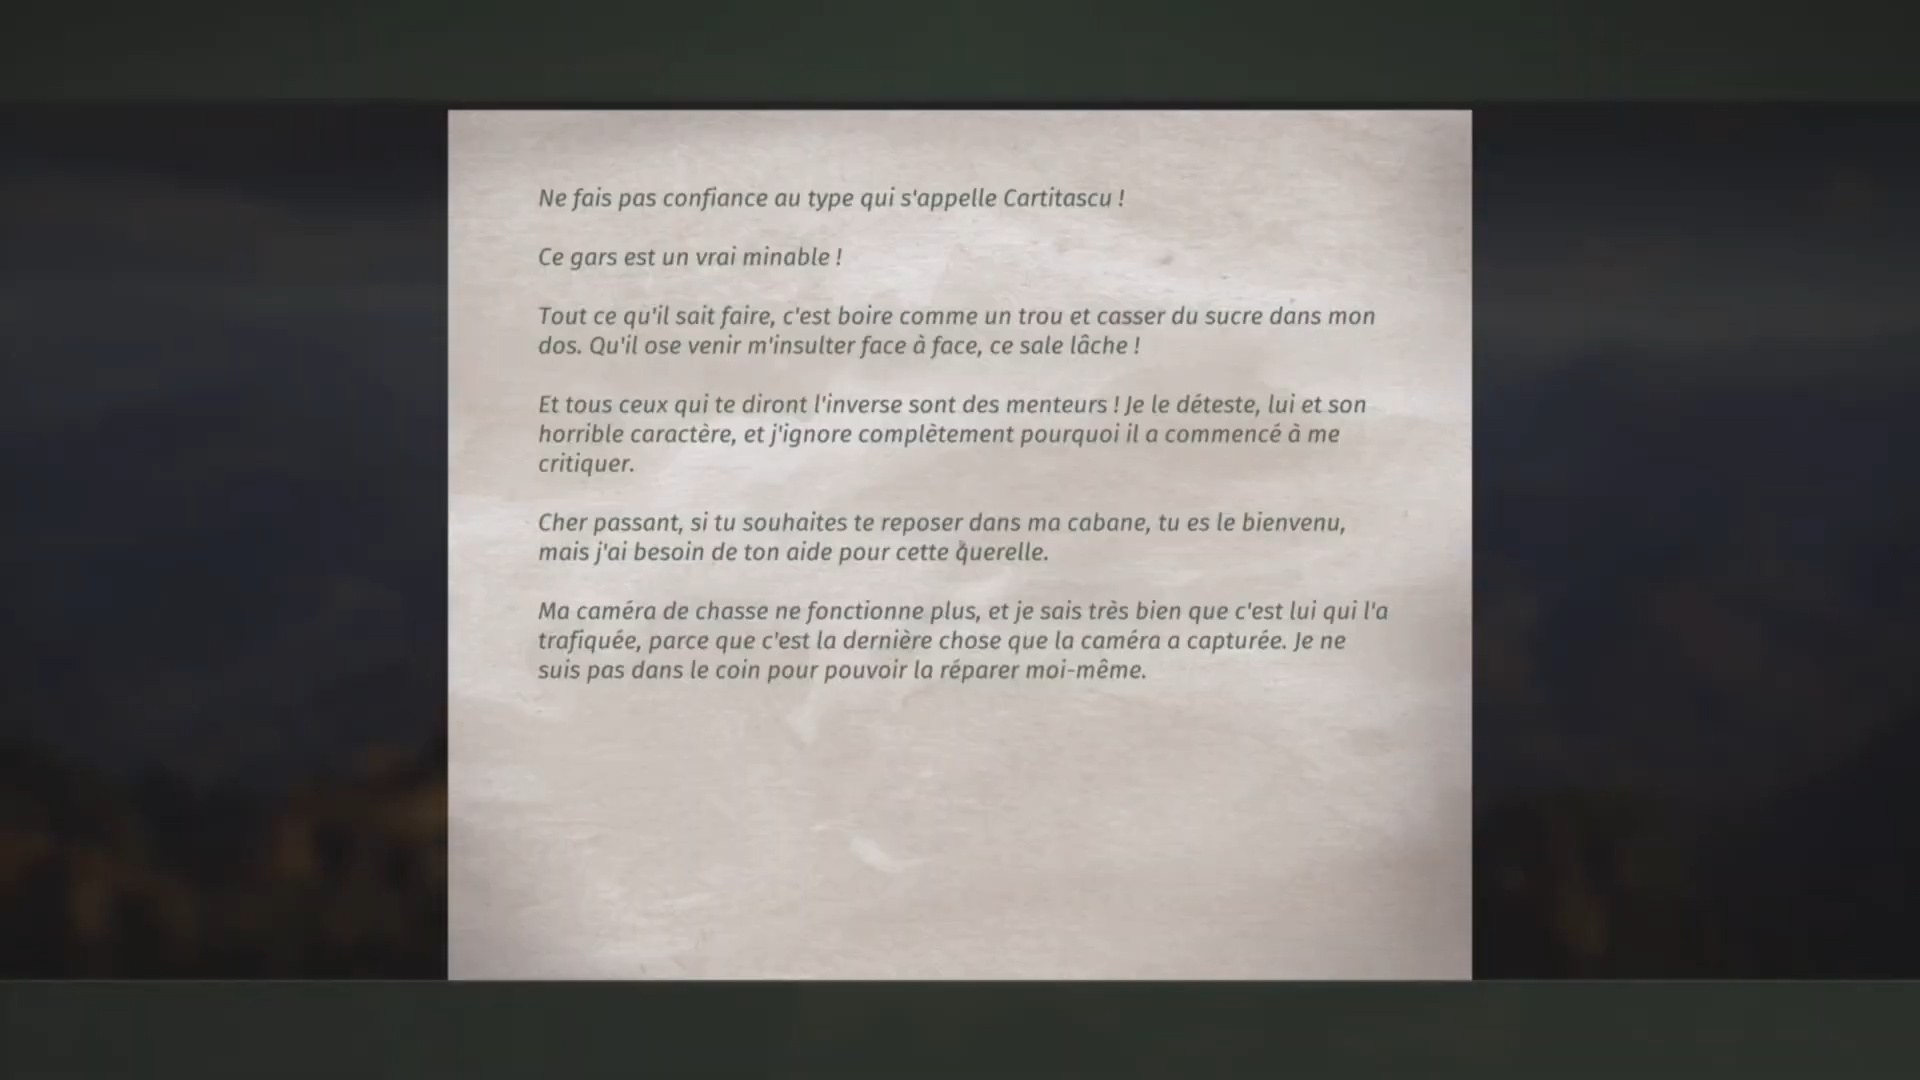 Ne fais pas confiance au type qui s'appelle Cartitascu !
Ce gars est un vrai minable !
Tout ce qu'il sait faire, c'est boire comme un trou et casser du sucre dans mon
dos. Qu'il ose venir m'insulter face à face, ce sale lâche !
Et tous ceux qui te diront l'inverse sont des menteurs ! Je le déteste, lui et son
horrible caractère, et j'ignore complètement pourquoi il a commencé à me
critiquer.
Cher passant, si tu souhaites te reposer dans ma cabane, tu es le bienvenu,
mais j'ai besoin de ton aide pour cette querelle.
Ma caméra de chasse ne fonctionne plus, et je sais très bien que c'est lui qui l'a
trafiquée, parce que c'est la dernière chose que la caméra a capturée. Je ne
suis pas dans le coin pour pouvoir la réparer moi-même.